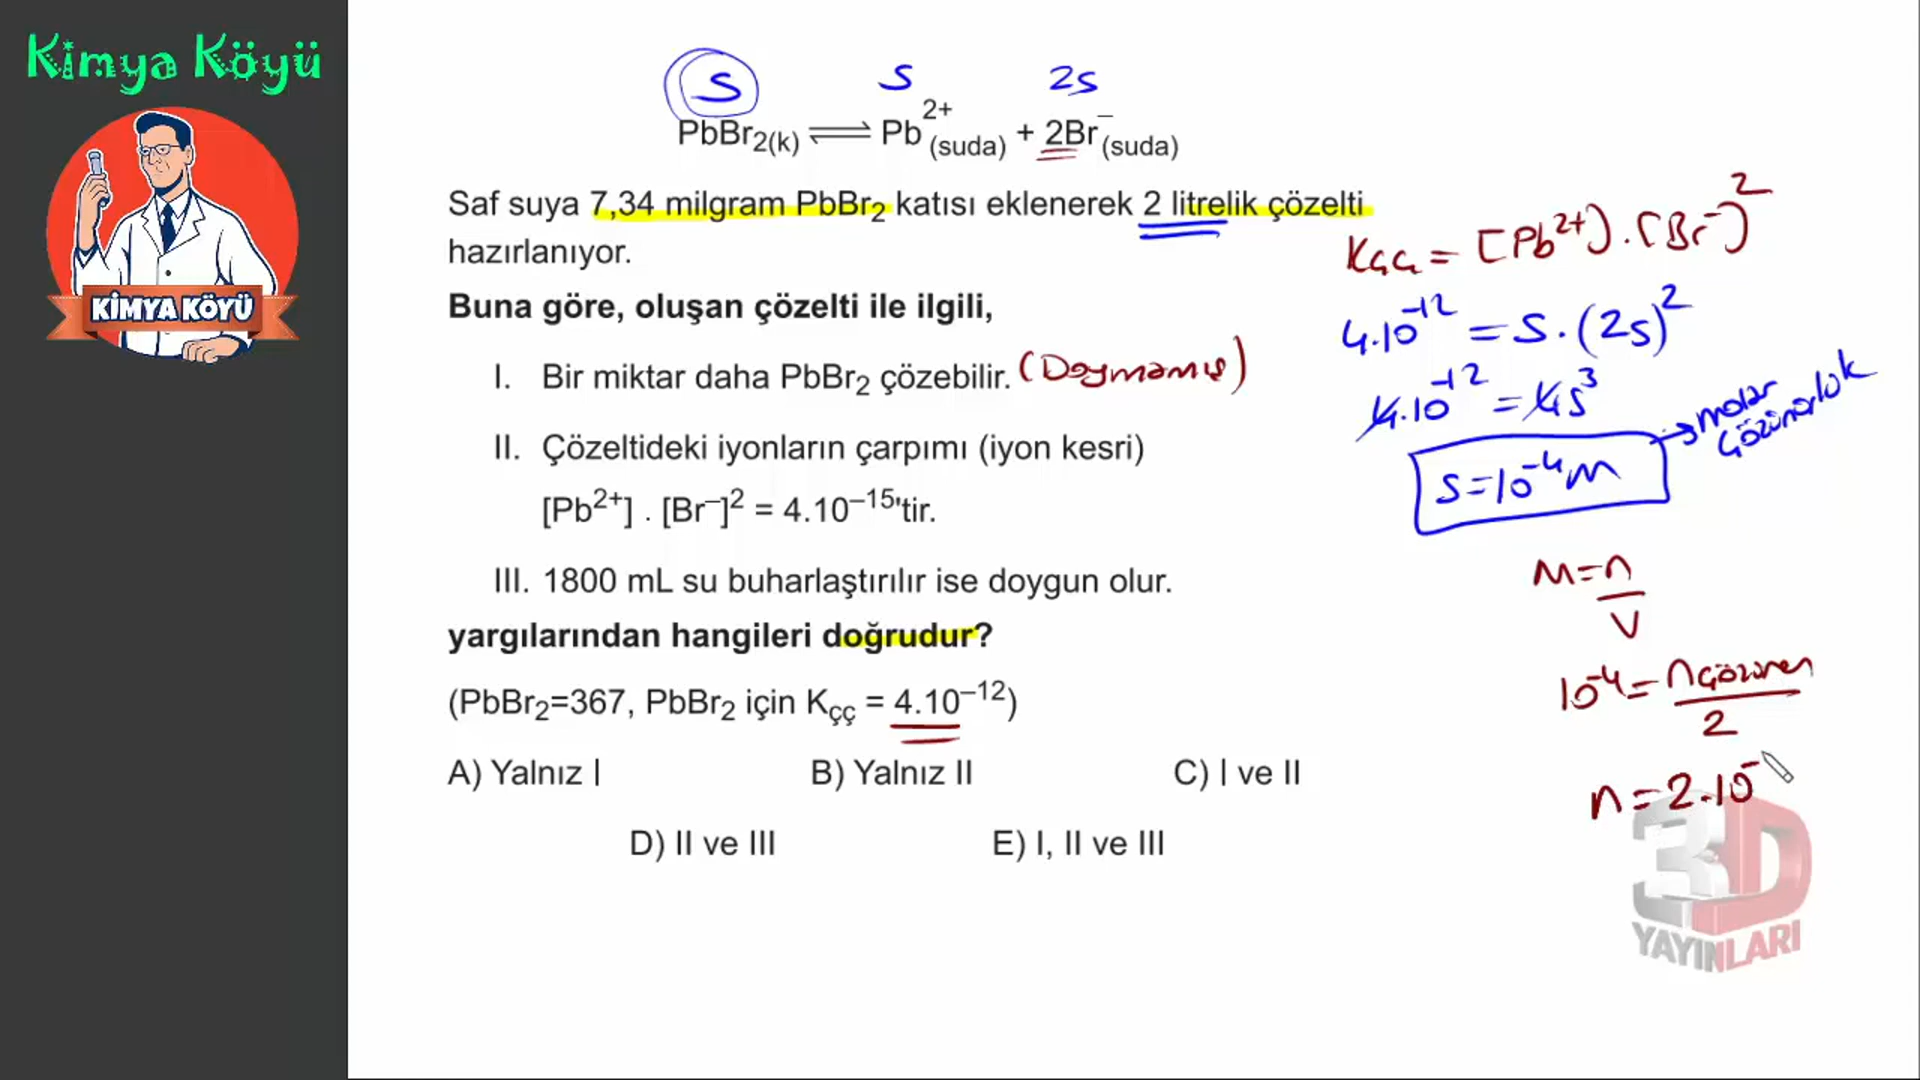 Kimya Köyü
KİMYA KÖYÜ
S S 2s
PbBr2(k) ⇌ Pb2+(suda) + 2Br–(suda)
Saf suya 7,34 milgram PbBr2 katısı eklenerek 2 litrelik çözelti
hazırlanıyor.
Buna göre, oluşan çözelti ile ilgili,
I. Bir miktar daha PbBr2 çözebilir. (Doymamış)
II. Çözeltideki iyonların çarpımı (iyon kesri)
[Pb2+] . [Br–]2 = 4.10–15'tir.
III. 1800 mL su buharlaştırılır ise doygun olur.
yargılarından hangileri doğrudur?
(PbBr2=367, PbBr2 için Kçç = 4.10–12)
A) Yalnız I B) Yalnız II C) I ve II
D) II ve III E) I, II ve III
Kçç = [Pb2+].[Br-]2
4.10-12 = S.(2s)2
4.10-12 = 4s3
S=10-4M → molar
çözünürlük
M=n
V
10-4 = nçözünen
2
n=2.10-
3D
YAYINLARI